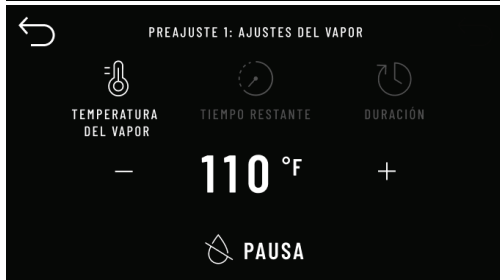 PREAJUSTE 1: AJUSTES DEL VAPOR
TEMPERATURA
DEL VAPOR
TIEMPO RESTANTE
DURACIÓN
− 110 °F +
PAUSA